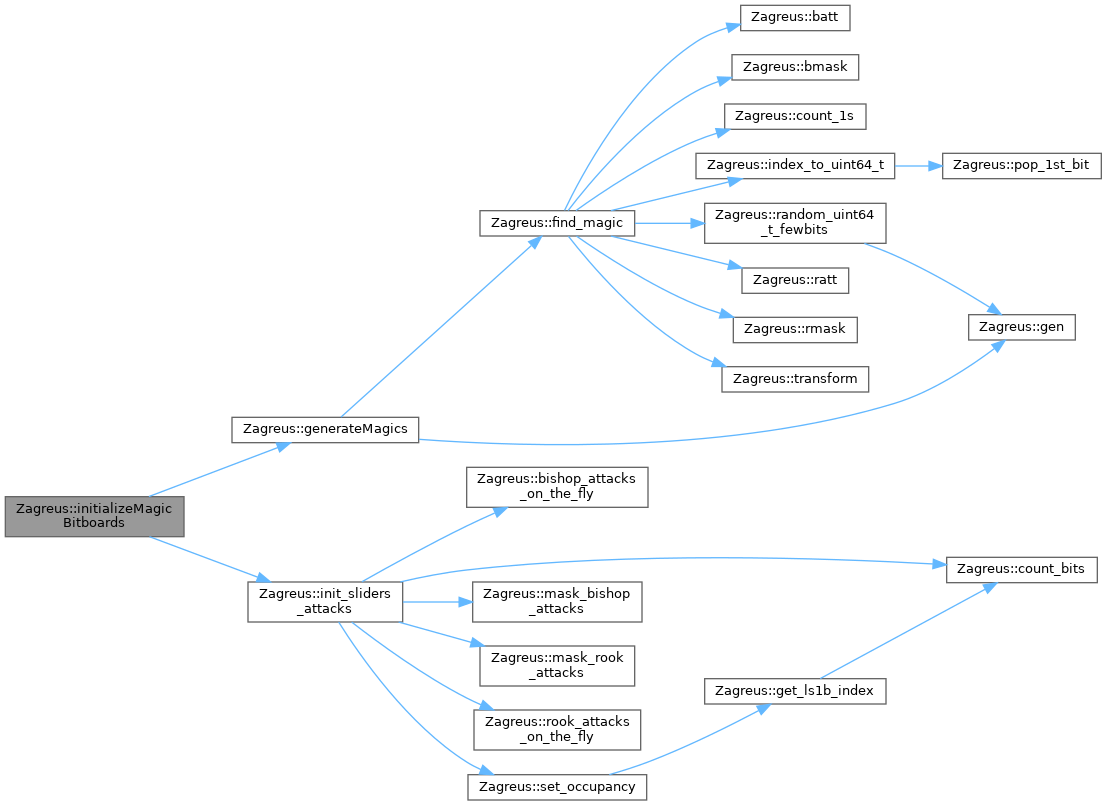 Zagreus::batt
Zagreus::bmask
Zagreus::count_1s
Zagreus::index_to_uint64_t
Zagreus::pop_1st_bit
Zagreus::find_magic
Zagreus::random_uint64
_t_fewbits
Zagreus::ratt
Zagreus::gen
Zagreus::rmask
Zagreus::transform
Zagreus::generateMagics
Zagreus::bishop_attacks
_on_the_fly
Zagreus::initializeMagic
Bitboards
Zagreus::count_bits
Zagreus::init_sliders
_attacks
Zagreus::mask_bishop
_attacks
Zagreus::mask_rook
_attacks
Zagreus::get_ls1b_index
Zagreus::rook_attacks
_on_the_fly
Zagreus::set_occupancy